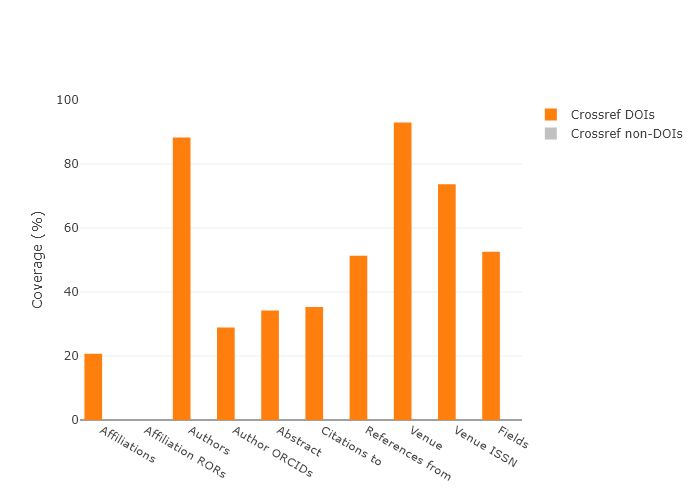 100
80
60
40
20
0
Coverage (%)
Affiliations
Affiliation RORs
Authors
Author ORCIDs
Abstract
Citations to
References from
Venue
Venue ISSN
Fields
Crossref DOIs
Crossref non-DOIs